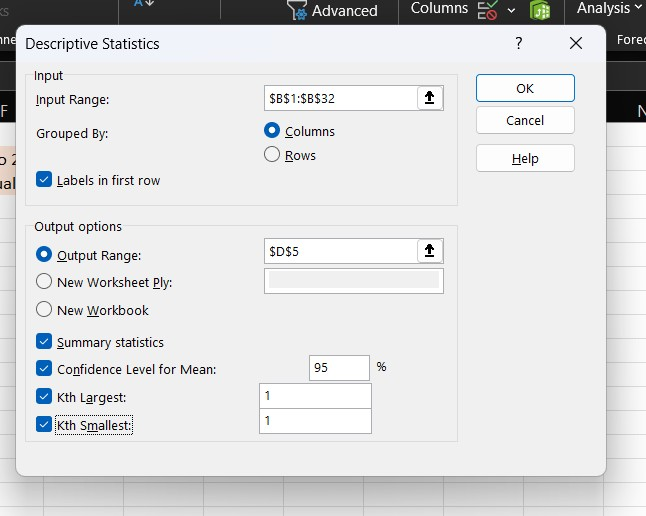 Advanced
Columns
Analysis
Descriptive Statistics
?
Input
Input Range: $B$1:$B$32
Grouped By: Columns
Rows
Labels in first row
OK
Cancel
Help
Output options
Output Range: $D$5
New Worksheet Ply:
New Workbook
Summary statistics
Confidence Level for Mean: 95 %
Kth Largest: 1
Kth Smallest: 1
F
N
Forec